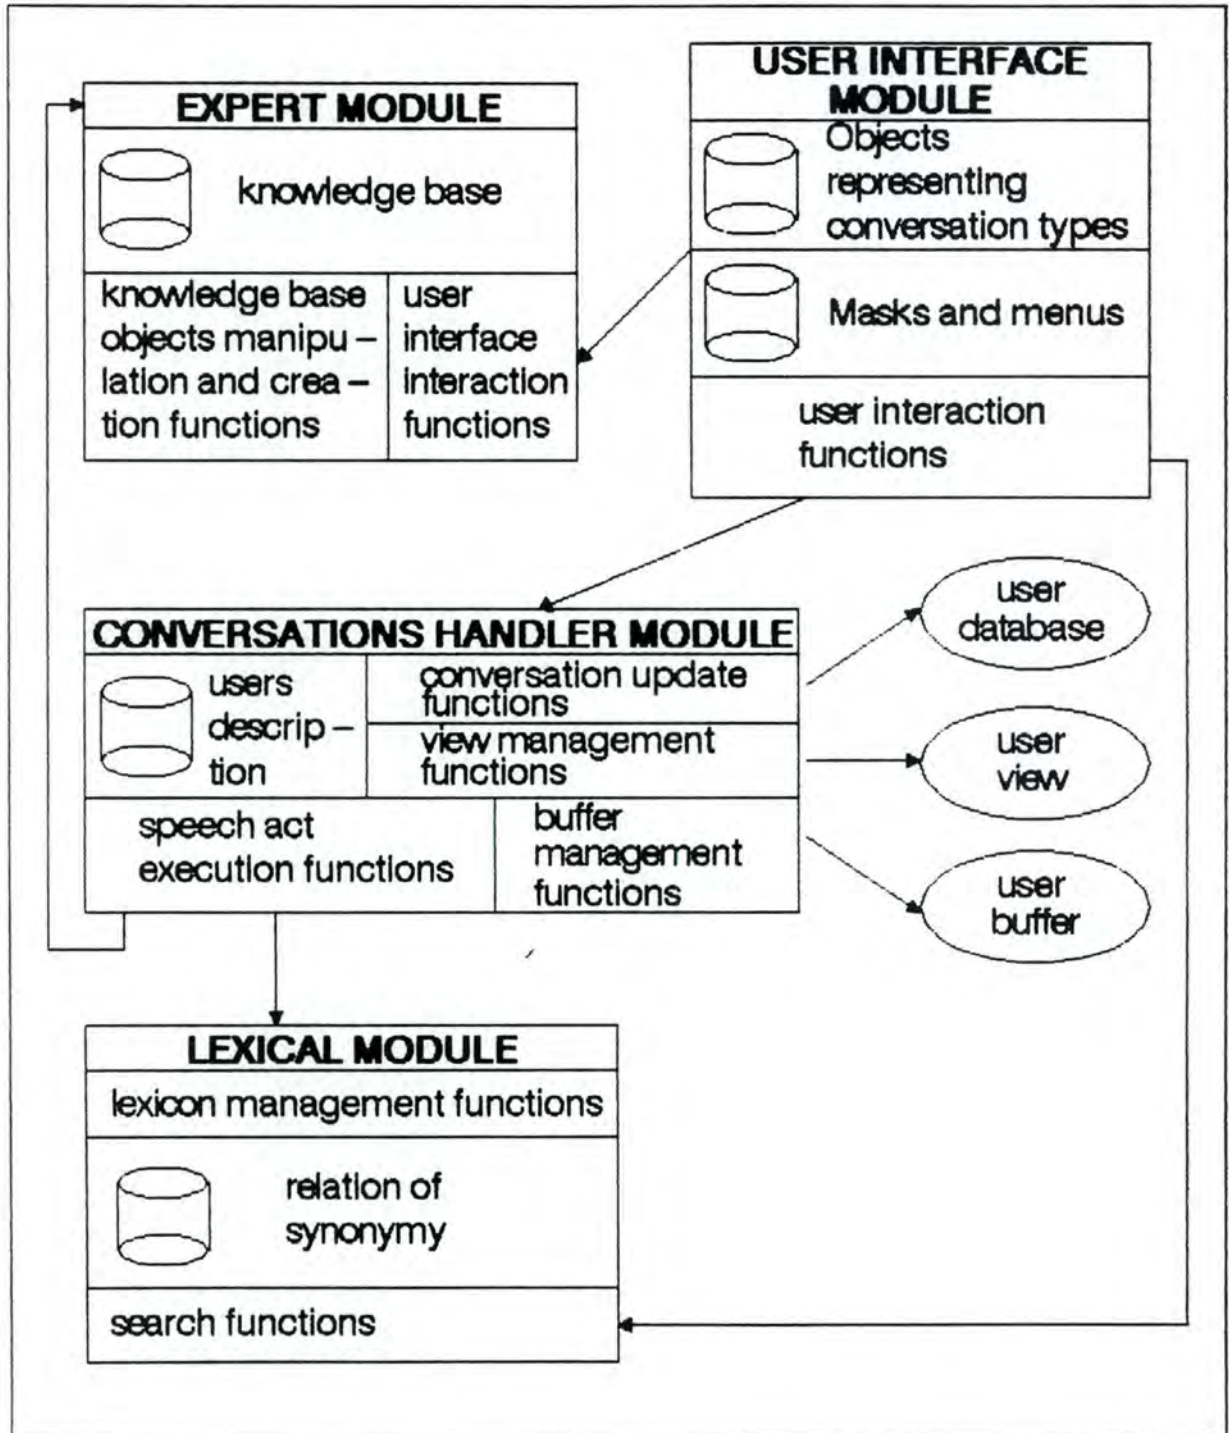 EXPERT MODULE
knowledge base
knowledge base
objects manipu –
lation and crea –
tion functions
user
interface
interaction
functions
USER INTERFACE
MODULE
Objects
representing
conversation types
Masks and menus
user interaction
functions
CONVERSATIONS HANDLER MODULE
users
descrip –
tion
conversation update
functions
view management
functions
speech act
execution functions
buffer
management
functions
user
database
user
view
user
buffer
LEXICAL MODULE
lexicon management functions
relation of
synonymy
search functions